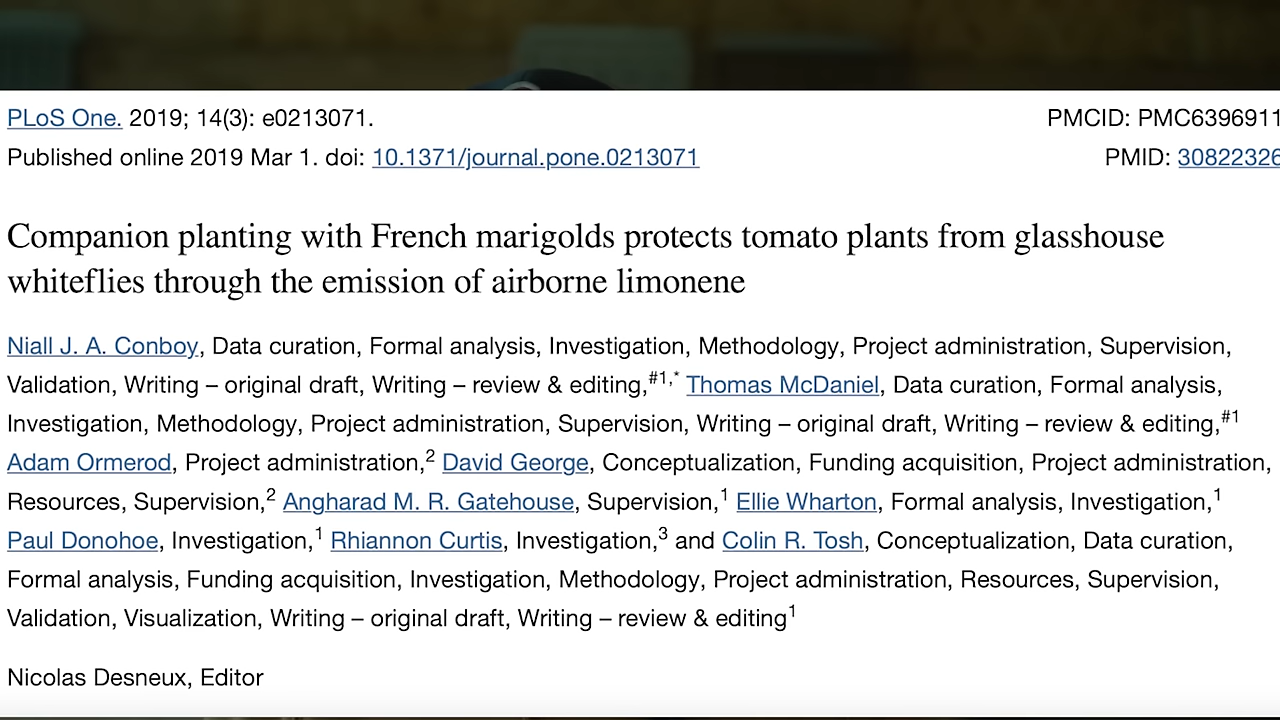 PLoS One. 2019; 14(3): e0213071.
PMCID: PMC6396911
Published online 2019 Mar 1. doi: 10.1371/journal.pone.0213071
PMID: 30822326
Companion planting with French marigolds protects tomato plants from glasshouse
whiteflies through the emission of airborne limonene
Niall J. A. Conboy, Data curation, Formal analysis, Investigation, Methodology, Project administration, Supervision,
Validation, Writing – original draft, Writing – review & editing,#1,* Thomas McDaniel, Data curation, Formal analysis,
Investigation, Methodology, Project administration, Supervision, Writing – original draft, Writing – review & editing,#1
Adam Ormerod, Project administration,2 David George, Conceptualization, Funding acquisition, Project administration,
Resources, Supervision,2 Angharad M. R. Gatehouse, Supervision,1 Ellie Wharton, Formal analysis, Investigation,1
Paul Donohoe, Investigation,1 Rhiannon Curtis, Investigation,3 and Colin R. Tosh, Conceptualization, Data curation,
Formal analysis, Funding acquisition, Investigation, Methodology, Project administration, Resources, Supervision,
Validation, Visualization, Writing – original draft, Writing – review & editing1
Nicolas Desneux, Editor